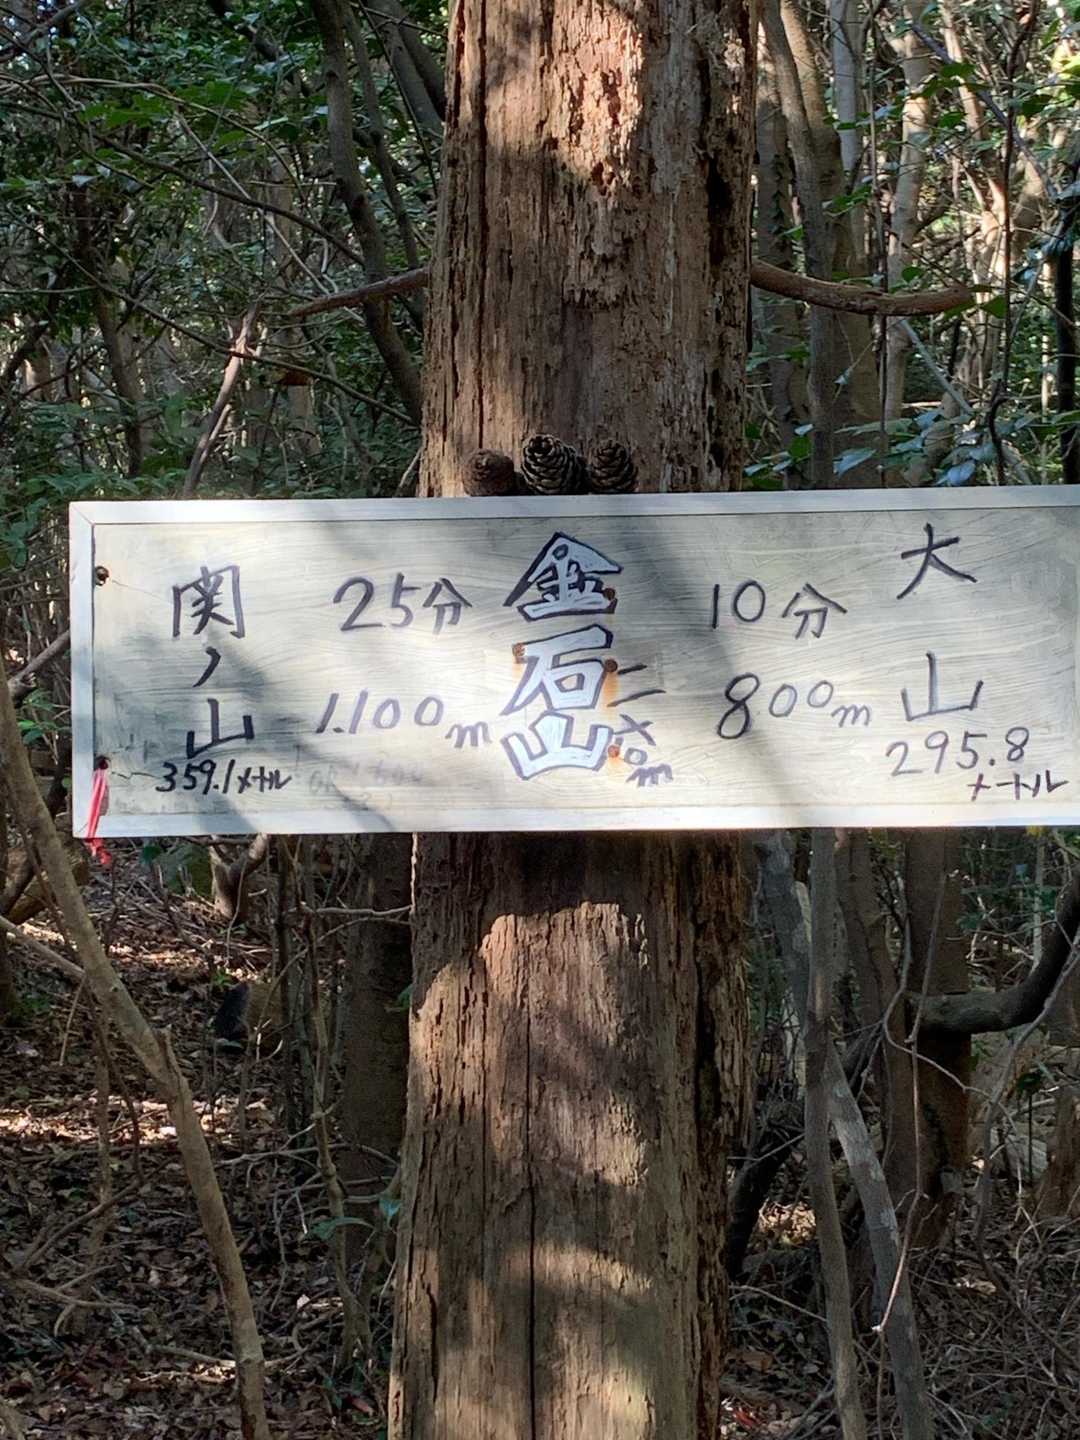 関ノ山
359.1メートル
25分
1.100m
金石山
二六〇m
10分
800m
大山
295.8
メートル